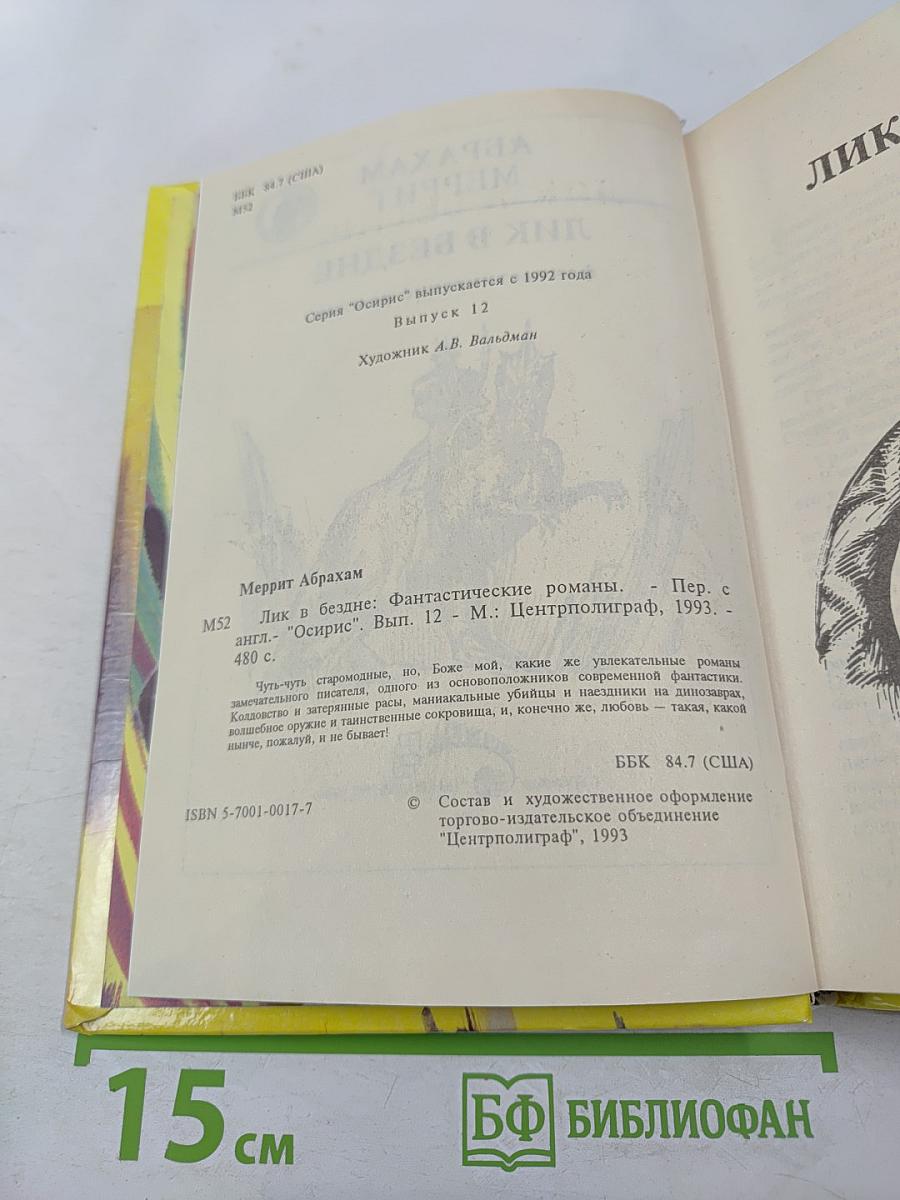 ББК 84.7 (США)
М52
Серия "Осирис" выпускается с 1992 года
Выпуск 12
Художник А.В. Вальдман
Меррит Абрахам
М52 Лик в бездне: Фантастические романы. - Пер. с
англ.- "Осирис". Вып. 12 - М.: Центрполиграф, 1993. -
480 с.
Чуть-чуть старомодные, но, Боже мой, какие же увлекательные романы
замечательного писателя, одного из основоположников современной фантастики.
Колдовство и затерянные расы, маниакальные убийцы и наездники на динозаврах,
волшебное оружие и таинственные сокровища, и, конечно же, любовь — такая, какой
нынче, пожалуй, и не бывает!
ББК 84.7 (США)
ISBN 5-7001-0017-7
© Состав и художественное оформление
торгово-издательское объединение
"Центрполиграф", 1993
ЛИК
АБРАХАМ
МЕРРИТ
ЛИК В БЕЗДНЕ
15 см
БФ БИБЛИОФАН